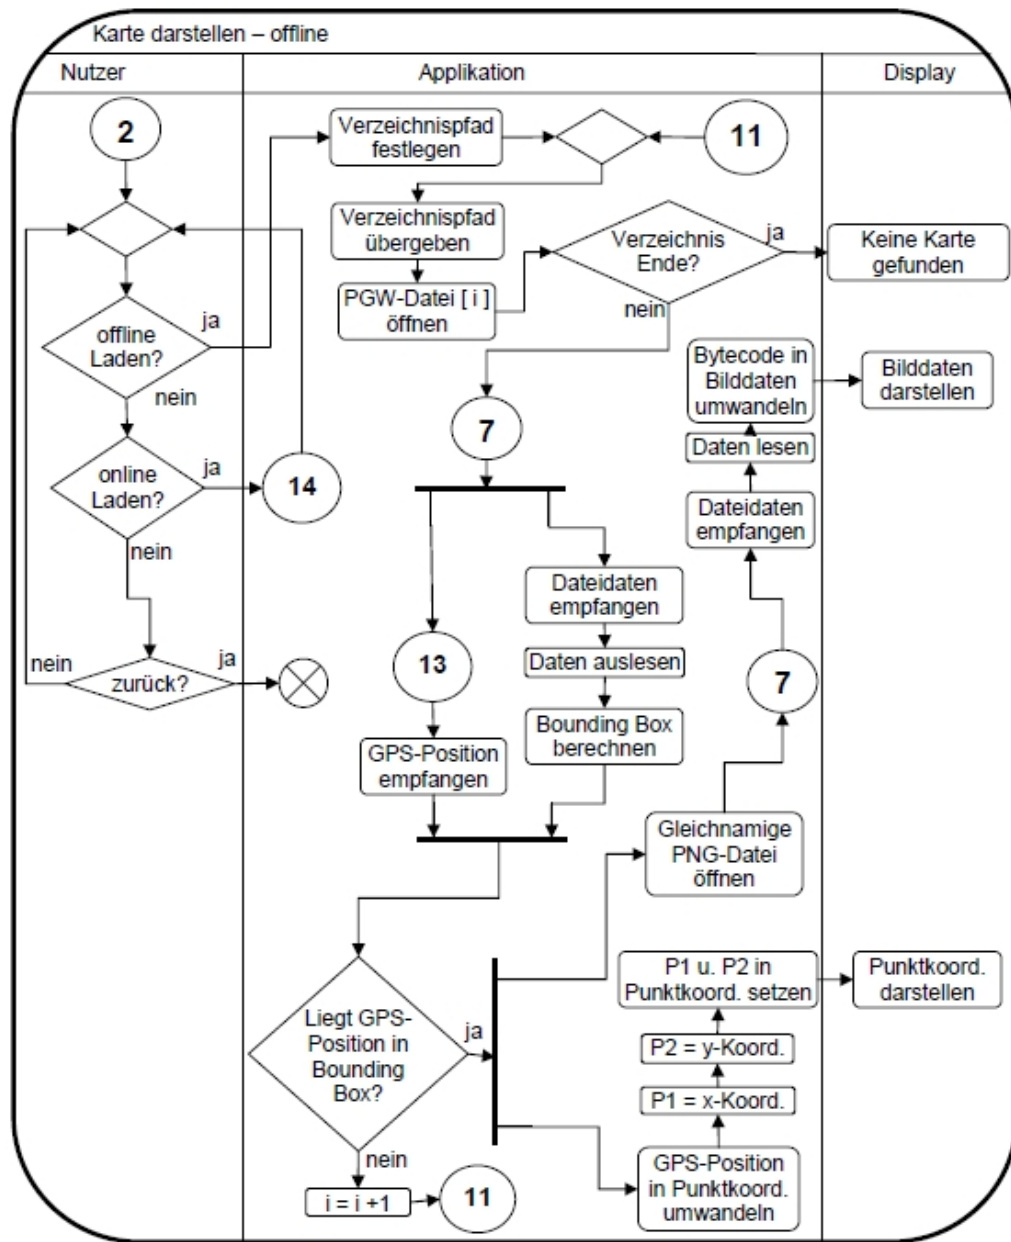 Karte darstellen – offline
Nutzer
Applikation
Display
2
Verzeichnispfad
festlegen
11
Verzeichnispfad
übergeben
Verzeichnis
Ende?
ja
Keine Karte
gefunden
PGW-Datei [ i ]
öffnen
nein
offline
Laden?
ja
nein
Bytecode in
Bilddaten
umwandeln
Bilddaten
darstellen
7
Daten lesen
online
Laden?
ja
14
nein
Dateidaten
empfangen
Dateidaten
empfangen
13
Daten auslesen
7
nein
zurück?
ja
Bounding Box
berechnen
GPS-Position
empfangen
Gleichnamige
PNG-Datei
öffnen
P1 u. P2 in
Punktkoord. setzen
Punktkoord.
darstellen
Liegt GPS-
Position in
Bounding
Box?
ja
P2 = y-Koord.
P1 = x-Koord.
nein
GPS-Position
in Punktkoord.
umwandeln
i = i +1
11